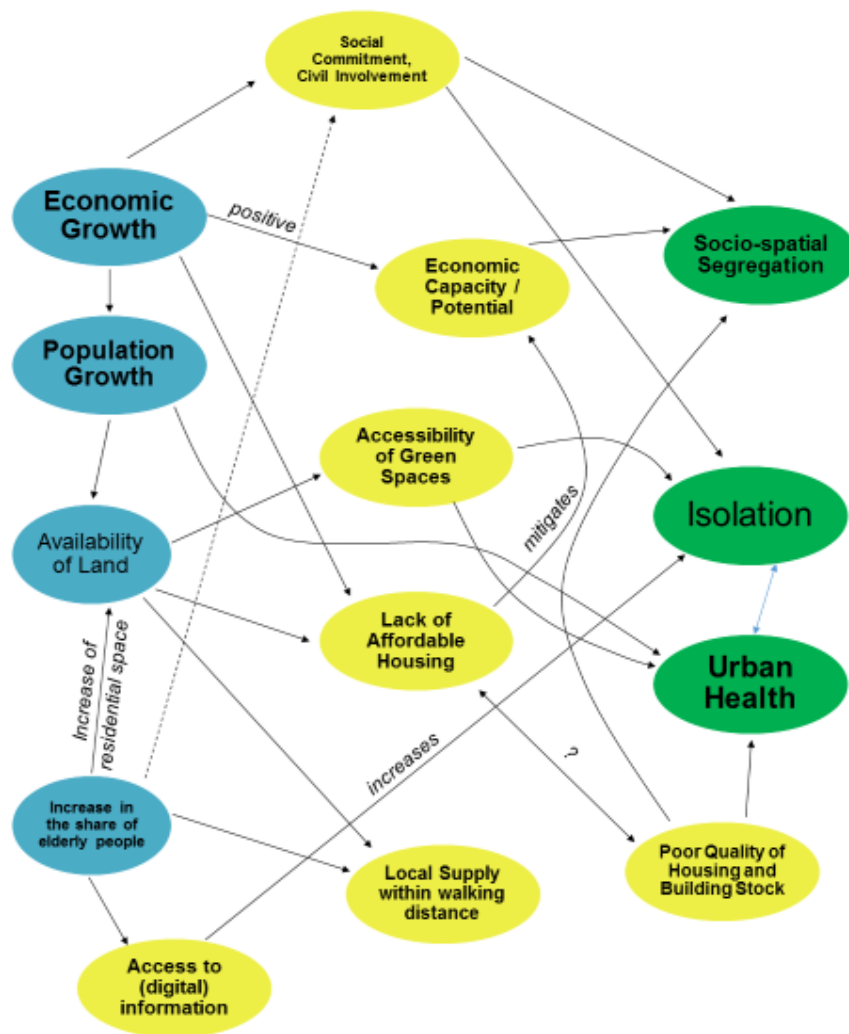 Social
Commitment,
Civil Involvement
Economic
Growth
positive
Economic
Capacity /
Potential
Socio-spatial
Segregation
Population
Growth
Accessibility
of Green
Spaces
mitigates
Isolation
Availability
of Land
Lack of
Affordable
Housing
Urban
Health
Increase of
residential space
increases
?
Increase in
the share of
elderly people
Local Supply
within walking
distance
Poor Quality of
Housing and
Building Stock
Access to
(digital)
information